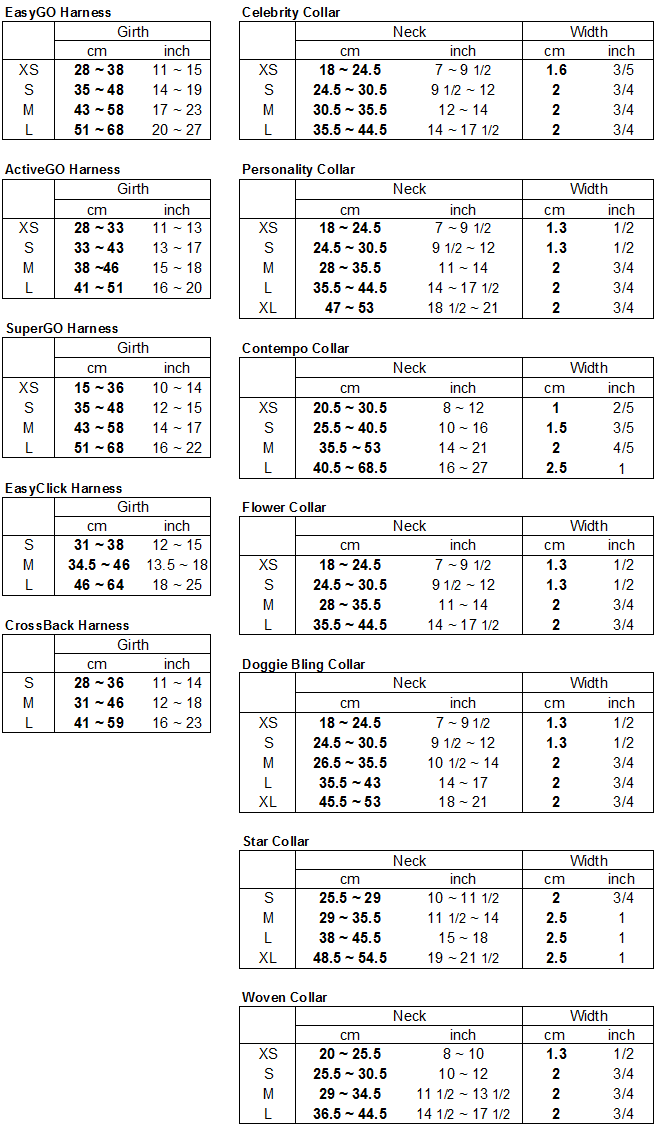 EasyGO Harness
Girth
cm inch
XS 28 ~ 38 11 ~ 15
S 35 ~ 48 14 ~ 19
M 43 ~ 58 17 ~ 23
L 51 ~ 68 20 ~ 27
ActiveGO Harness
Girth
cm inch
XS 28 ~ 33 11 ~ 13
S 33 ~ 43 13 ~ 17
M 38 ~46 15 ~ 18
L 41 ~ 51 16 ~ 20
SuperGO Harness
Girth
cm inch
XS 15 ~ 36 10 ~ 14
S 35 ~ 48 12 ~ 15
M 43 ~ 58 14 ~ 17
L 51 ~ 68 16 ~ 22
EasyClick Harness
Girth
cm inch
S 31 ~ 38 12 ~ 15
M 34.5 ~ 46 13.5 ~ 18
L 46 ~ 64 18 ~ 25
CrossBack Harness
Girth
cm inch
S 28 ~ 36 11 ~ 14
M 31 ~ 46 12 ~ 18
L 41 ~ 59 16 ~ 23
Celebrity Collar
Neck Width
cm inch cm inch
XS 18 ~ 24.5 7 ~ 9 1/2 1.6 3/5
S 24.5 ~ 30.5 9 1/2 ~ 12 2 3/4
M 30.5 ~ 35.5 12 ~ 14 2 3/4
L 35.5 ~ 44.5 14 ~ 17 1/2 2 3/4
Personality Collar
Neck Width
cm inch cm inch
XS 18 ~ 24.5 7 ~ 9 1/2 1.3 1/2
S 24.5 ~ 30.5 9 1/2 ~ 12 1.3 1/2
M 28 ~ 35.5 11 ~ 14 2 3/4
L 35.5 ~ 44.5 14 ~ 17 1/2 2 3/4
XL 47 ~ 53 18 1/2 ~ 21 2 3/4
Contempo Collar
Neck Width
cm inch cm inch
XS 20.5 ~ 30.5 8 ~ 12 1 2/5
S 25.5 ~ 40.5 10 ~ 16 1.5 3/5
M 35.5 ~ 53 14 ~ 21 2 4/5
L 40.5 ~ 68.5 16 ~ 27 2.5 1
Flower Collar
Neck Width
cm inch cm inch
XS 18 ~ 24.5 7 ~ 9 1/2 1.3 1/2
S 24.5 ~ 30.5 9 1/2 ~ 12 1.3 1/2
M 28 ~ 35.5 11 ~ 14 2 3/4
L 35.5 ~ 44.5 14 ~ 17 1/2 2 3/4
Doggie Bling Collar
Neck Width
cm inch cm inch
XS 18 ~ 24.5 7 ~ 9 1/2 1.3 1/2
S 24.5 ~ 30.5 9 1/2 ~ 12 1.3 1/2
M 26.5 ~ 35.5 10 1/2 ~ 14 2 3/4
L 35.5 ~ 43 14 ~ 17 2 3/4
XL 45.5 ~ 53 18 ~ 21 2 3/4
Star Collar
Neck Width
cm inch cm inch
S 25.5 ~ 29 10 ~ 11 1/2 2 3/4
M 29 ~ 35.5 11 1/2 ~ 14 2.5 1
L 38 ~ 45.5 15 ~ 18 2.5 1
XL 48.5 ~ 54.5 19 ~ 21 1/2 2.5 1
Woven Collar
Neck Width
cm inch cm inch
XS 20 ~ 25.5 8 ~ 10 1.3 1/2
S 25.5 ~ 30.5 10 ~ 12 2 3/4
M 29 ~ 34.5 11 1/2 ~ 13 1/2 2 3/4
L 36.5 ~ 44.5 14 1/2 ~ 17 1/2 2 3/4